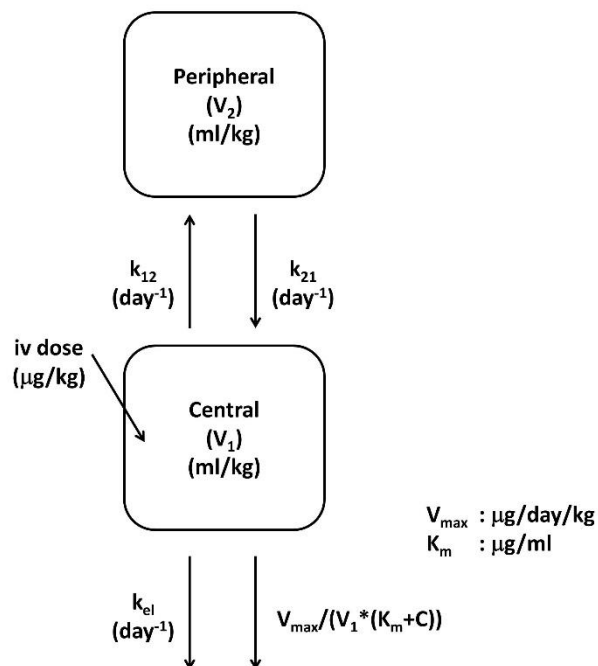 Peripheral
(V₂)
(ml/kg)
k₁₂
(day⁻¹)
k₂₁
(day⁻¹)
iv dose
(μg/kg)
Central
(V₁)
(ml/kg)
Vmax : μg/day/kg
Km : μg/ml
kel
(day⁻¹)
Vmax/(V₁*(Km+C))